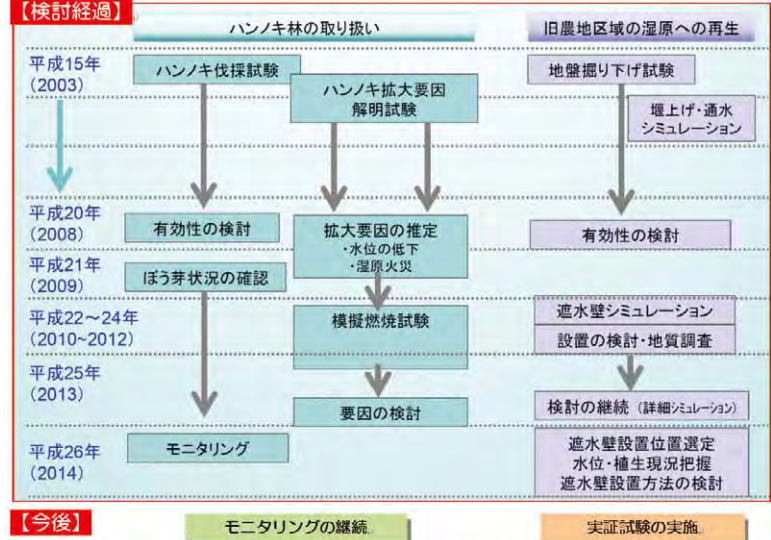 【検討経過】
ハンノキ林の取り扱い
旧農地区域の湿原への再生
平成15年
(2003)
ハンノキ伐採試験
ハンノキ拡大要因
解明試験
地盤掘り下げ試験
堰上げ・通水
シミュレーション
平成20年
(2008)
有効性の検討
拡大要因の推定
・水位の低下
・湿原火災
有効性の検討
平成21年
(2009)
ぼう芽状況の確認
平成22～24年
(2010~2012)
模擬燃焼試験
遮水壁シミュレーション
設置の検討・地質調査
平成25年
(2013)
要因の検討
検討の継続（詳細シミュレーション）
平成26年
(2014)
モニタリング
遮水壁設置位置選定
水位・植生現況把握
遮水壁設置方法の検討
【今後】
モニタリングの継続
実証試験の実施